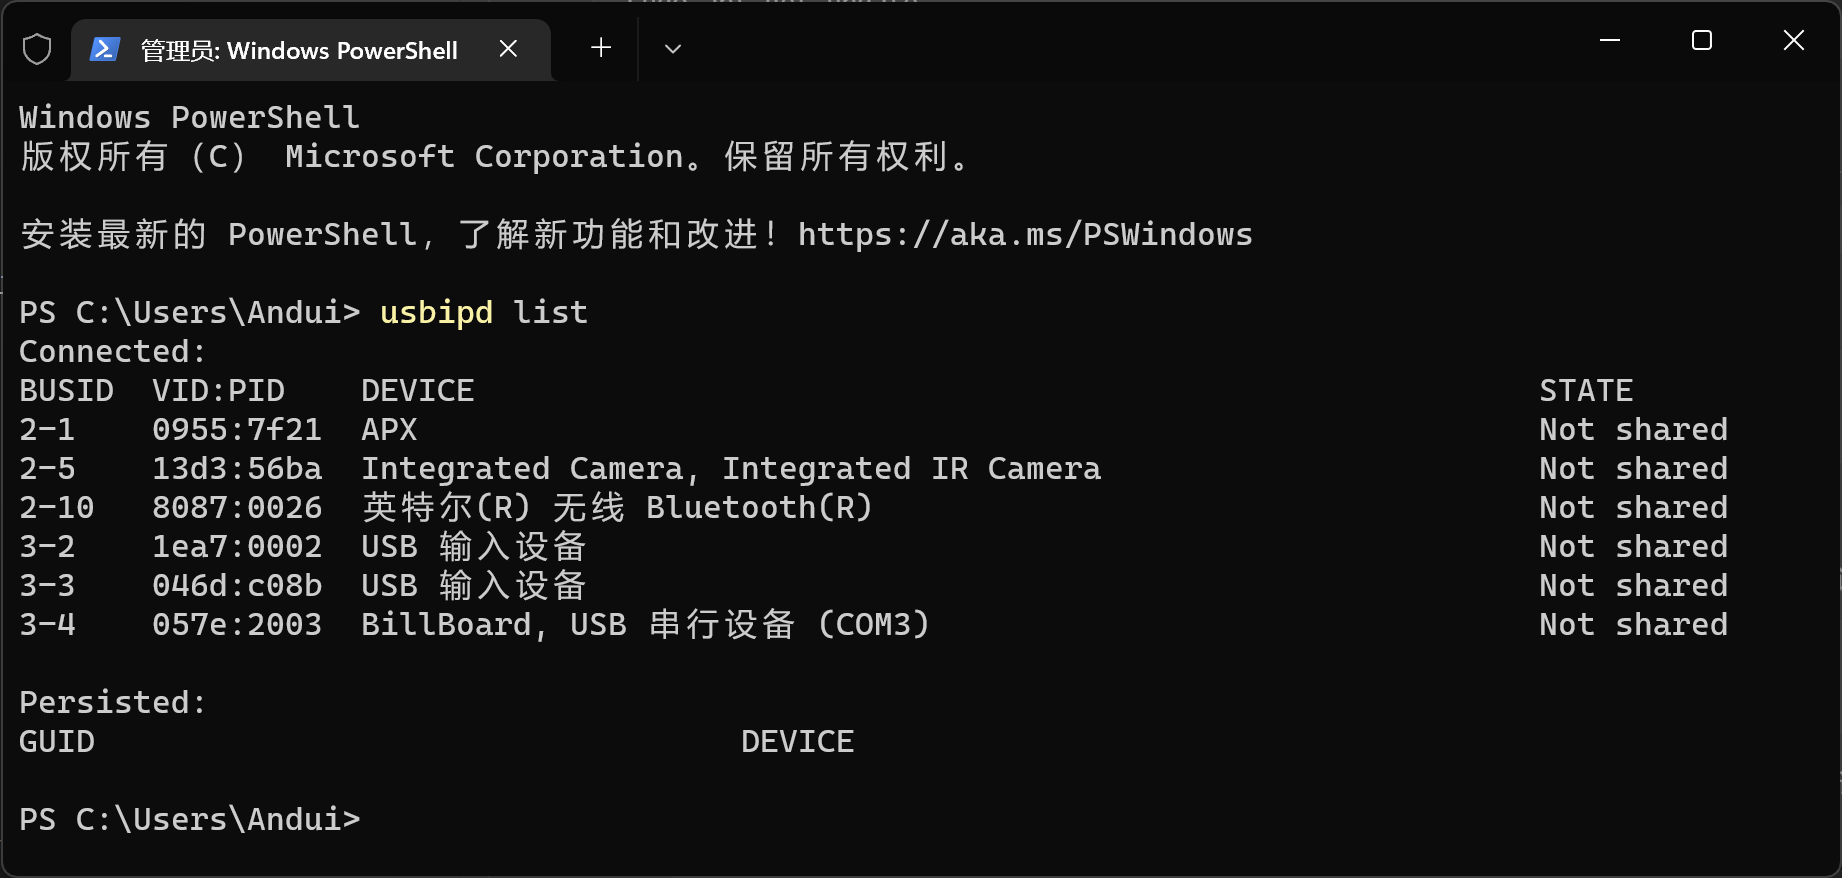 管理员: Windows PowerShell
Windows PowerShell
版权所有 (C) Microsoft Corporation。保留所有权利。
安装最新的 PowerShell，了解新功能和改进！https://aka.ms/PSWindows
PS C:\Users\Andui> usbipd list
Connected:
BUSID  VID:PID    DEVICE                                                        STATE
2-1    0955:7f21  APX                                                           Not shared
2-5    13d3:56ba  Integrated Camera, Integrated IR Camera                       Not shared
2-10   8087:0026  英特尔(R) 无线 Bluetooth(R)                                   Not shared
3-2    1ea7:0002  USB 输入设备                                                  Not shared
3-3    046d:c08b  USB 输入设备                                                  Not shared
3-4    057e:2003  BillBoard, USB 串行设备 (COM3)                                Not shared
Persisted:
GUID                                  DEVICE
PS C:\Users\Andui>